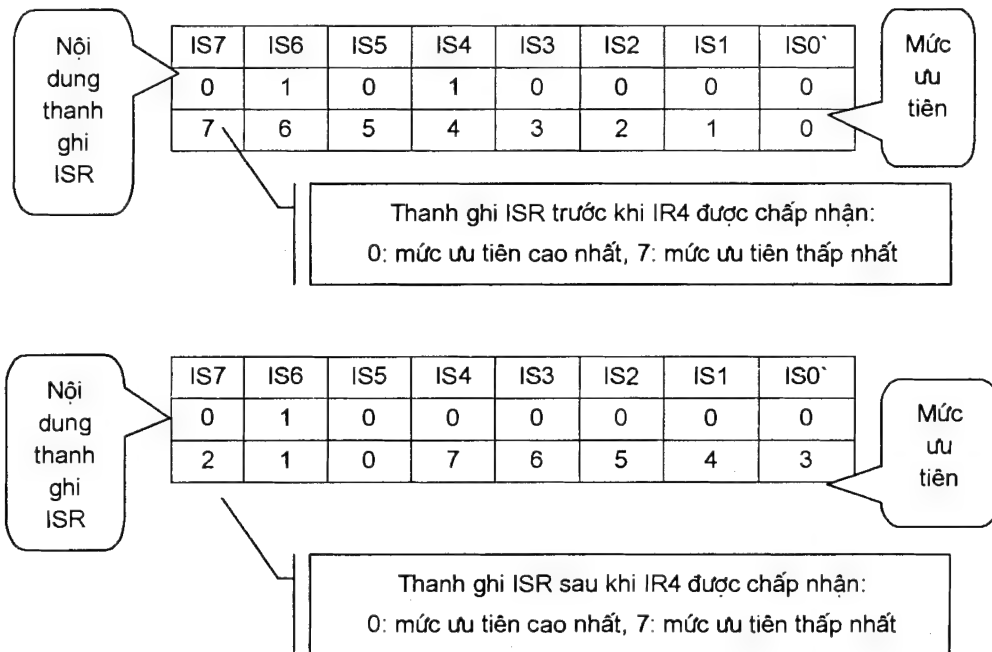 Nội
dung
thanh
ghi
ISR
IS7 IS6 IS5 IS4 IS3 IS2 IS1 IS0`
0 1 0 1 0 0 0 0
7 6 5 4 3 2 1 0
Mức
ưu
tiên
Thanh ghi ISR trước khi IR4 được chấp nhận:
0: mức ưu tiên cao nhất, 7: mức ưu tiên thấp nhất
Nội
dung
thanh
ghi
ISR
IS7 IS6 IS5 IS4 IS3 IS2 IS1 IS0`
0 1 0 0 0 0 0 0
2 1 0 7 6 5 4 3
Mức
ưu
tiên
Thanh ghi ISR sau khi IR4 được chấp nhận:
0: mức ưu tiên cao nhất, 7: mức ưu tiên thấp nhất